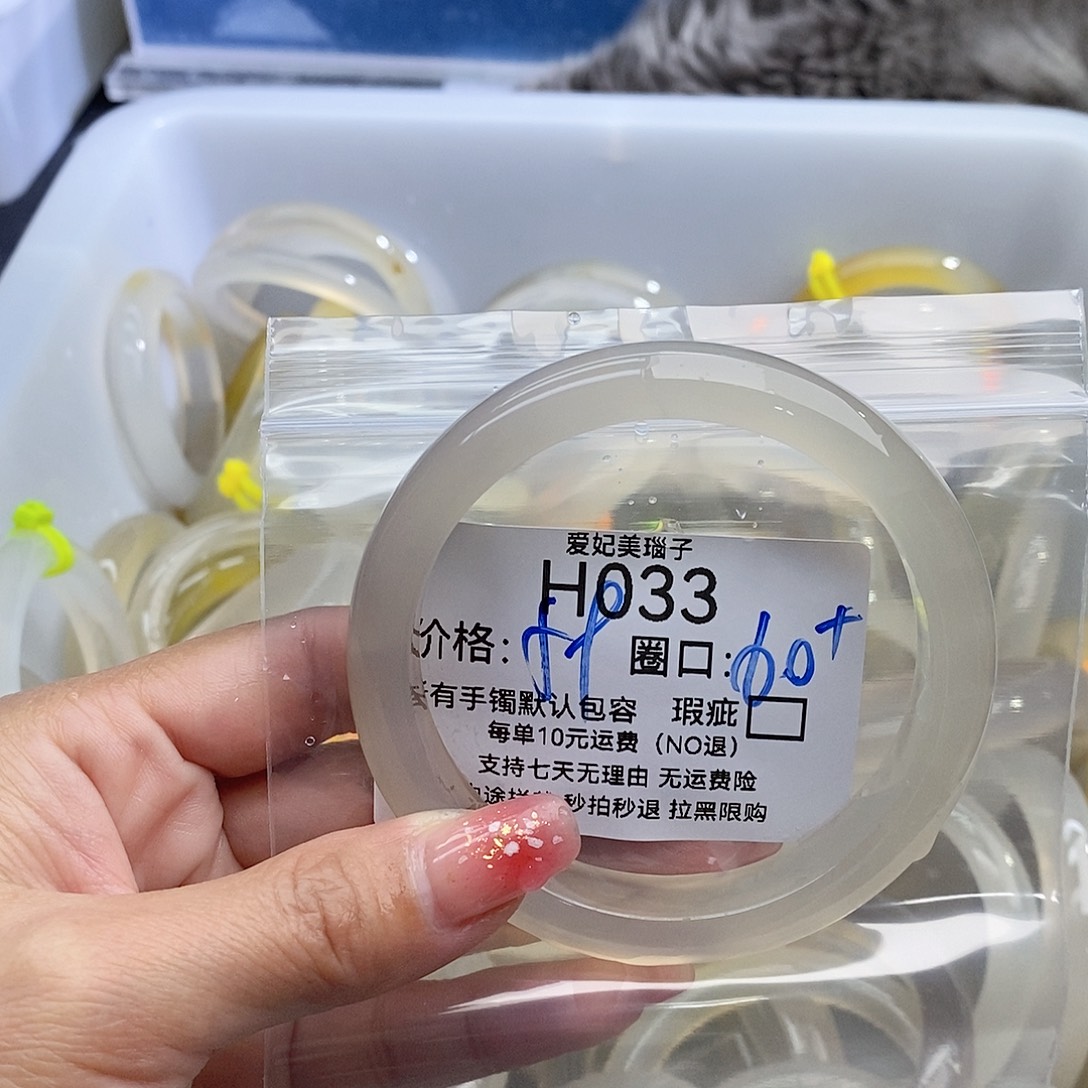 爱妃美瑙子
H033
价格: 圈口:60+
有手镯默认包容 瑕疵
每单10元运费（NO退）
支持七天无理由 无运费险
秒拍秒退 拉黑限购